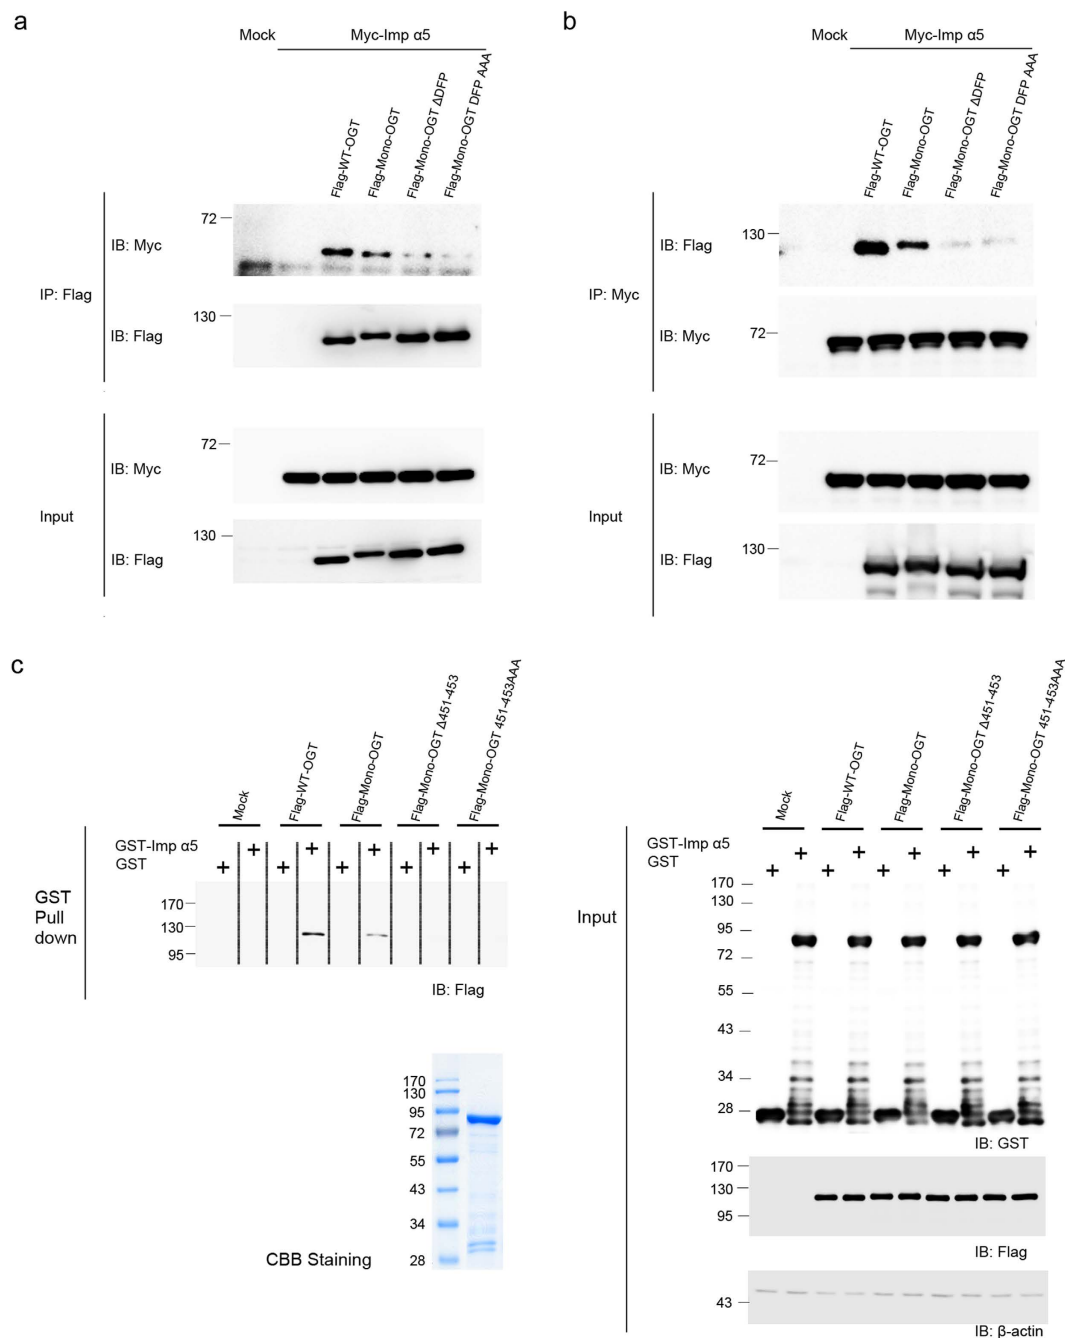 a
Mock
Myc-Imp α5
Flag-WT-OGT
Flag-Mono-OGT
Flag-Mono-OGT ΔDFP
Flag-Mono-OGT DFP AAA
72
IB: Myc
IP: Flag
130
IB: Flag
72
IB: Myc
Input
130
IB: Flag
b
Mock
Myc-Imp α5
Flag-WT-OGT
Flag-Mono-OGT
Flag-Mono-OGT ΔDFP
Flag-Mono-OGT DFP AAA
130
IB: Flag
IP: Myc
72
IB: Myc
72
IB: Myc
Input
130
IB: Flag
c
Mock
Flag-WT-OGT
Flag-Mono-OGT
Flag-Mono-OGT Δ451-453
Flag-Mono-OGT 451-453AAA
GST-Imp α5 + + + + +
GST + + + + +
GST
Pull
down
170
130
95
IB: Flag
170
130
95
72
55
43
34
28
CBB Staining
Mock
Flag-WT-OGT
Flag-Mono-OGT
Flag-Mono-OGT Δ451-453
Flag-Mono-OGT 451-453AAA
GST-Imp α5 + + + + +
GST + + + + +
Input
170
130
95
72
55
43
34
28
IB: GST
170
130
95
IB: Flag
43
IB: β-actin